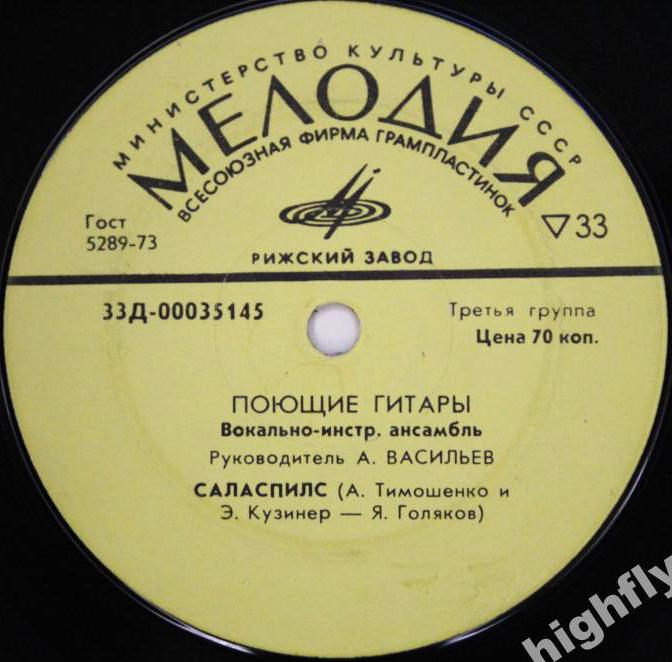 МИНИСТЕРСТВО КУЛЬТУРЫ СССР
МЕЛОДИЯ
ВСЕСОЮЗНАЯ ФИРМА ГРАМПЛАСТИНОК
Гост
5289-73
▽33
РИЖСКИЙ ЗАВОД
33Д-00035145
Третья группа
Цена 70 коп.
ПОЮЩИЕ ГИТАРЫ
Вокально-инстр. ансамбль
Руководитель А. ВАСИЛЬЕВ
САЛАСПИЛС (А. Тимошенко и
Э. Кузинер — Я. Голяков)
highfly